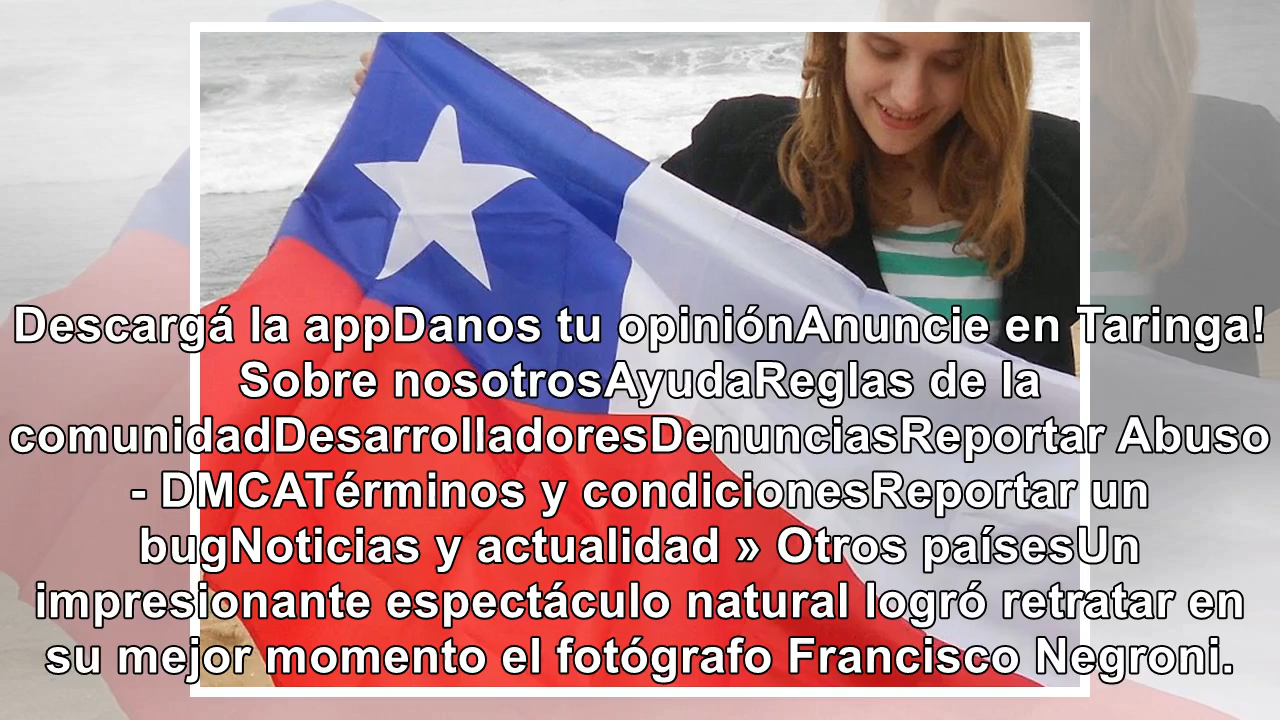 Descargá la appDanos tu opiniónAnuncie en Taringa!
Sobre nosotrosAyudaReglas de la
comunidadDesarrolladoresDenunciasReportar Abuso
- DMCATérminos y condicionesReportar un
bugNoticias y actualidad » Otros paísesUn
impresionante espectáculo natural logró retratar en
su mejor momento el fotógrafo Francisco Negroni.